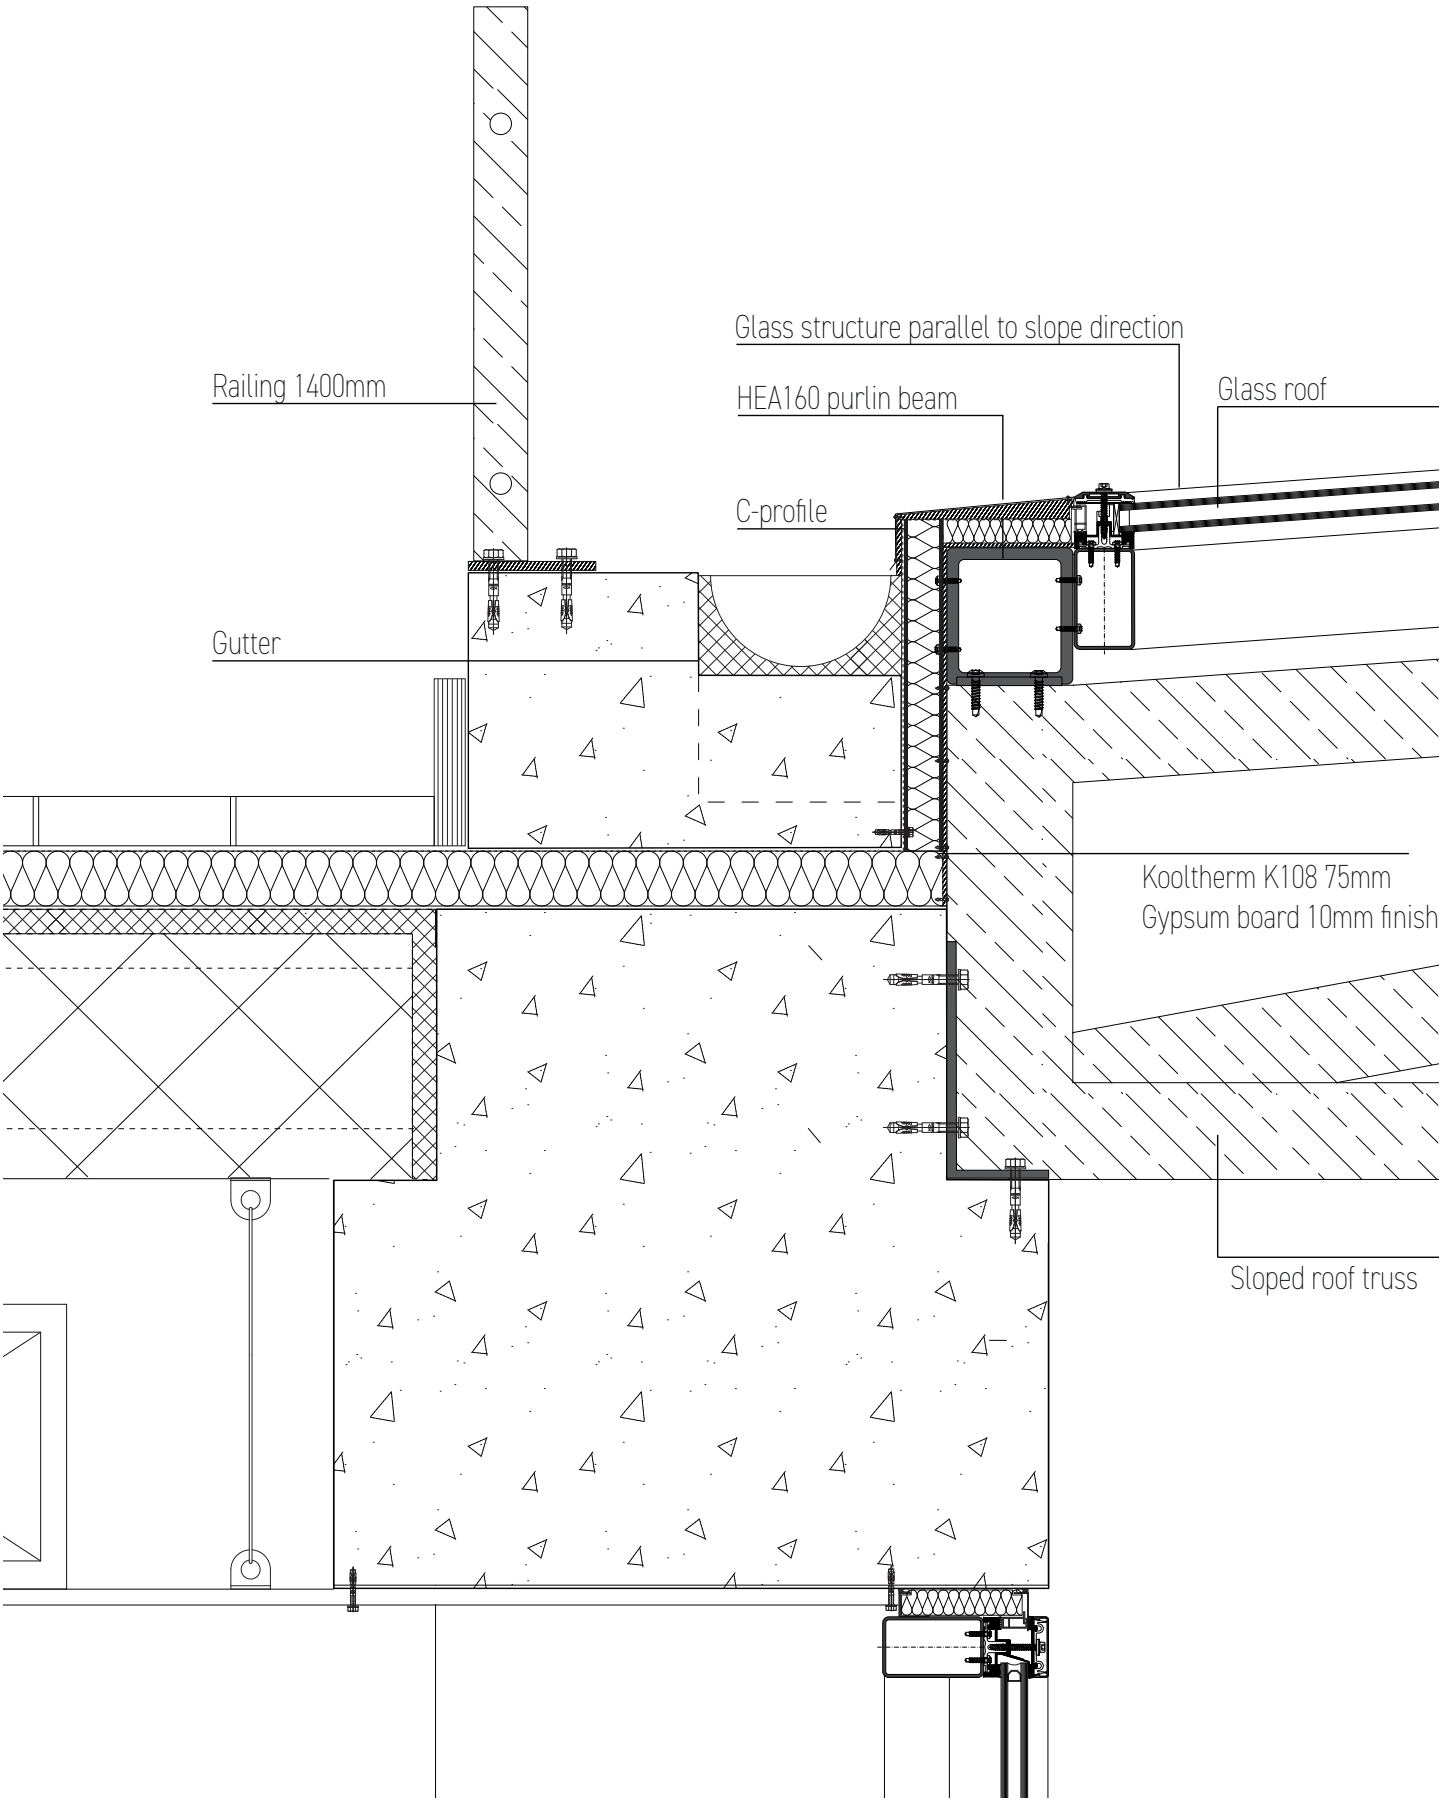 Glass structure parallel to slope direction
Railing 1400mm
HEA160 purlin beam
Glass roof
C-profile
Gutter
Kooltherm K108 75mm
Gypsum board 10mm finish
Sloped roof truss